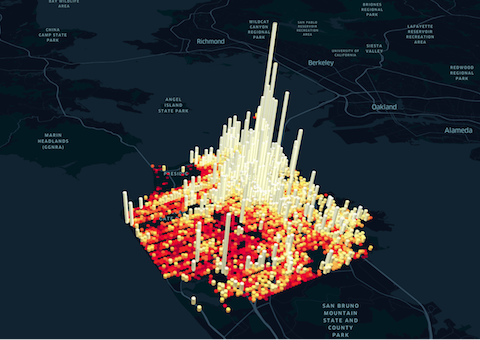 BAY WILDLIFE
AREA
BRIONES
REGIONAL
PARK
CHINA
CAMP STATE
PARK
WILDCAT
CANYON
REGIONAL
PARK
SAN PABLO
RESERVOIR
RECREATION
AREA
LAFAYETTE
RESERVOIR
RECREATION
AREA
Richmond
UNIVERSITY OF
CALIFORNIA
SIESTA
VALLEY
Berkeley
REDWOOD
REGIONAL
PARK
ANGEL
ISLAND
STATE PARK
Oakland
Alameda
MARIN
HEADLANDS
(GGNRA)
PRESIDIO
SAN BRUNO
MOUNTAIN
STATE AND
COUNTY
PARK